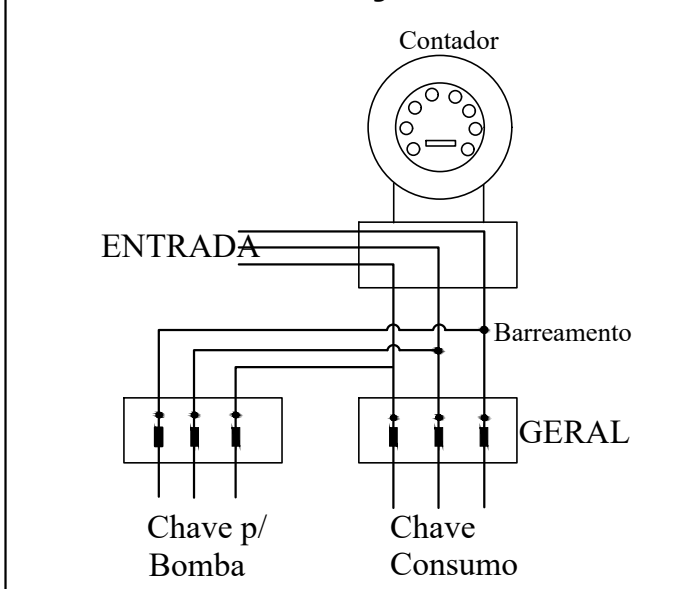 Contador
ENTRADA
Barreamento
GERAL
Chave p/
Bomba
Chave
Consumo